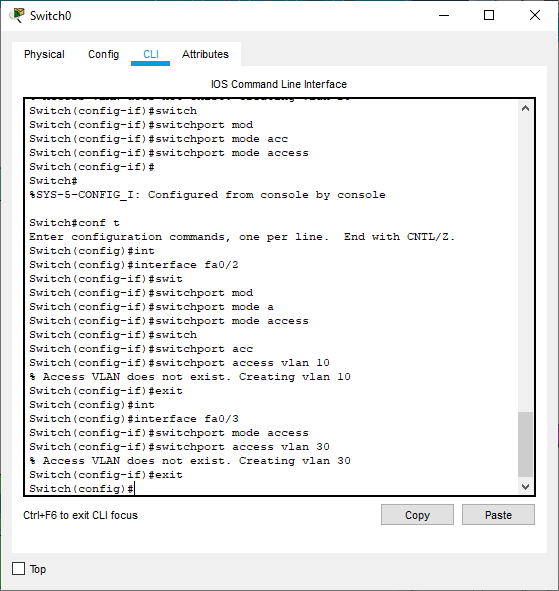 Switch0
Physical Config CLI Attributes
IOS Command Line Interface
Switch(config-if)#switch
Switch(config-if)#switchport mod
Switch(config-if)#switchport mode acc
Switch(config-if)#switchport mode access
Switch(config-if)#
Switch#
%SYS-5-CONFIG_I: Configured from console by console
Switch#conf t
Enter configuration commands, one per line.  End with CNTL/Z.
Switch(config)#int
Switch(config)#interface fa0/2
Switch(config-if)#swit
Switch(config-if)#switchport mod
Switch(config-if)#switchport mode a
Switch(config-if)#switchport mode access
Switch(config-if)#switch
Switch(config-if)#switchport acc
Switch(config-if)#switchport access vlan 10
% Access VLAN does not exist. Creating vlan 10
Switch(config-if)#exit
Switch(config)#int
Switch(config)#interface fa0/3
Switch(config-if)#switchport mode access
Switch(config-if)#switchport access vlan 30
% Access VLAN does not exist. Creating vlan 30
Switch(config-if)#exit
Switch(config)#
Ctrl+F6 to exit CLI focus
Copy Paste
Top